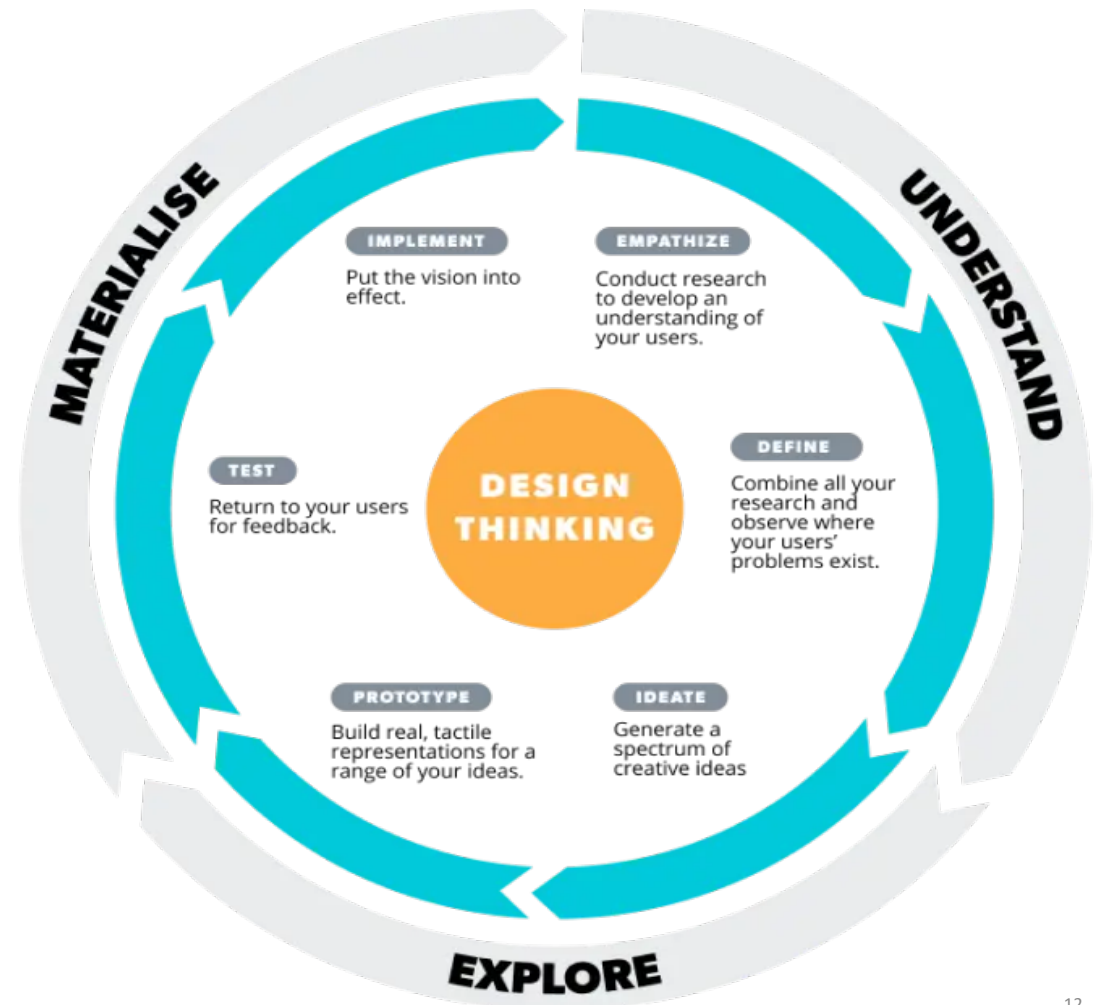 MATERIALISE
UNDERSTAND
IMPLEMENT
Put the vision into
effect.
EMPATHIZE
Conduct research
to develop an
understanding of
your users.
DEFINE
Combine all your
research and
observe where
your users’
problems exist.
TEST
Return to your users
for feedback.
DESIGN
THINKING
PROTOTYPE
Build real, tactile
representations for a
range of your ideas.
IDEATE
Generate a
spectrum of
creative ideas
EXPLORE
12